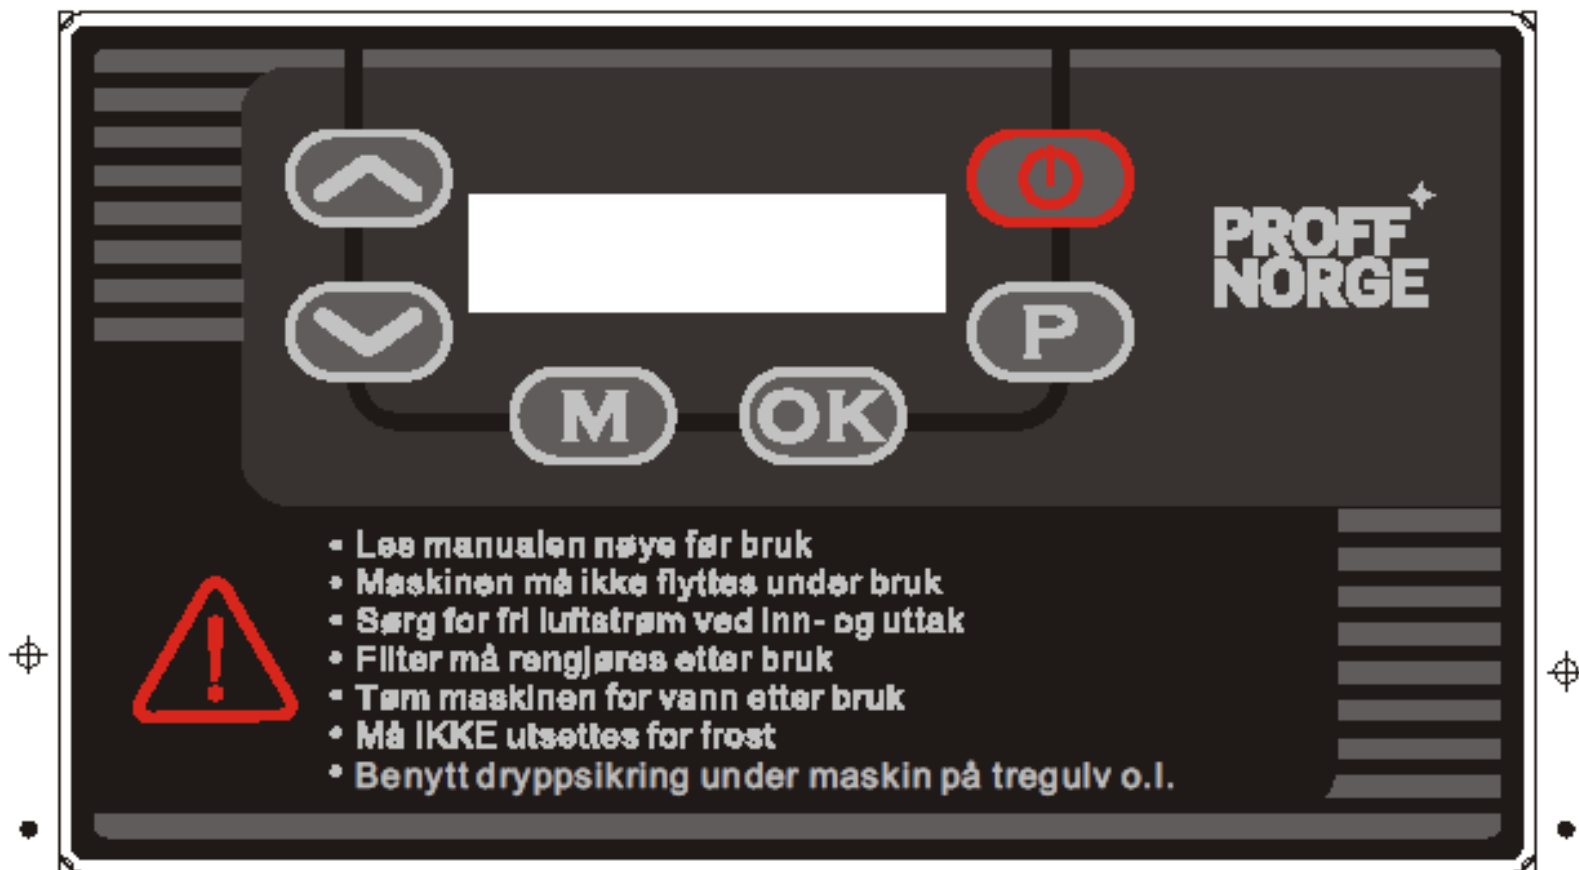 PROFF
NORGE
P
M
OK
• Les manualen nøye før bruk
• Maskinen må ikke flyttes under bruk
• Sørg for fri luftstrøm ved inn- og uttak
• Filter må rengjøres etter bruk
• Tøm maskinen for vann etter bruk
• Må IKKE utsettes for frost
• Benytt dryppsikring under maskin på tregulv o.l.